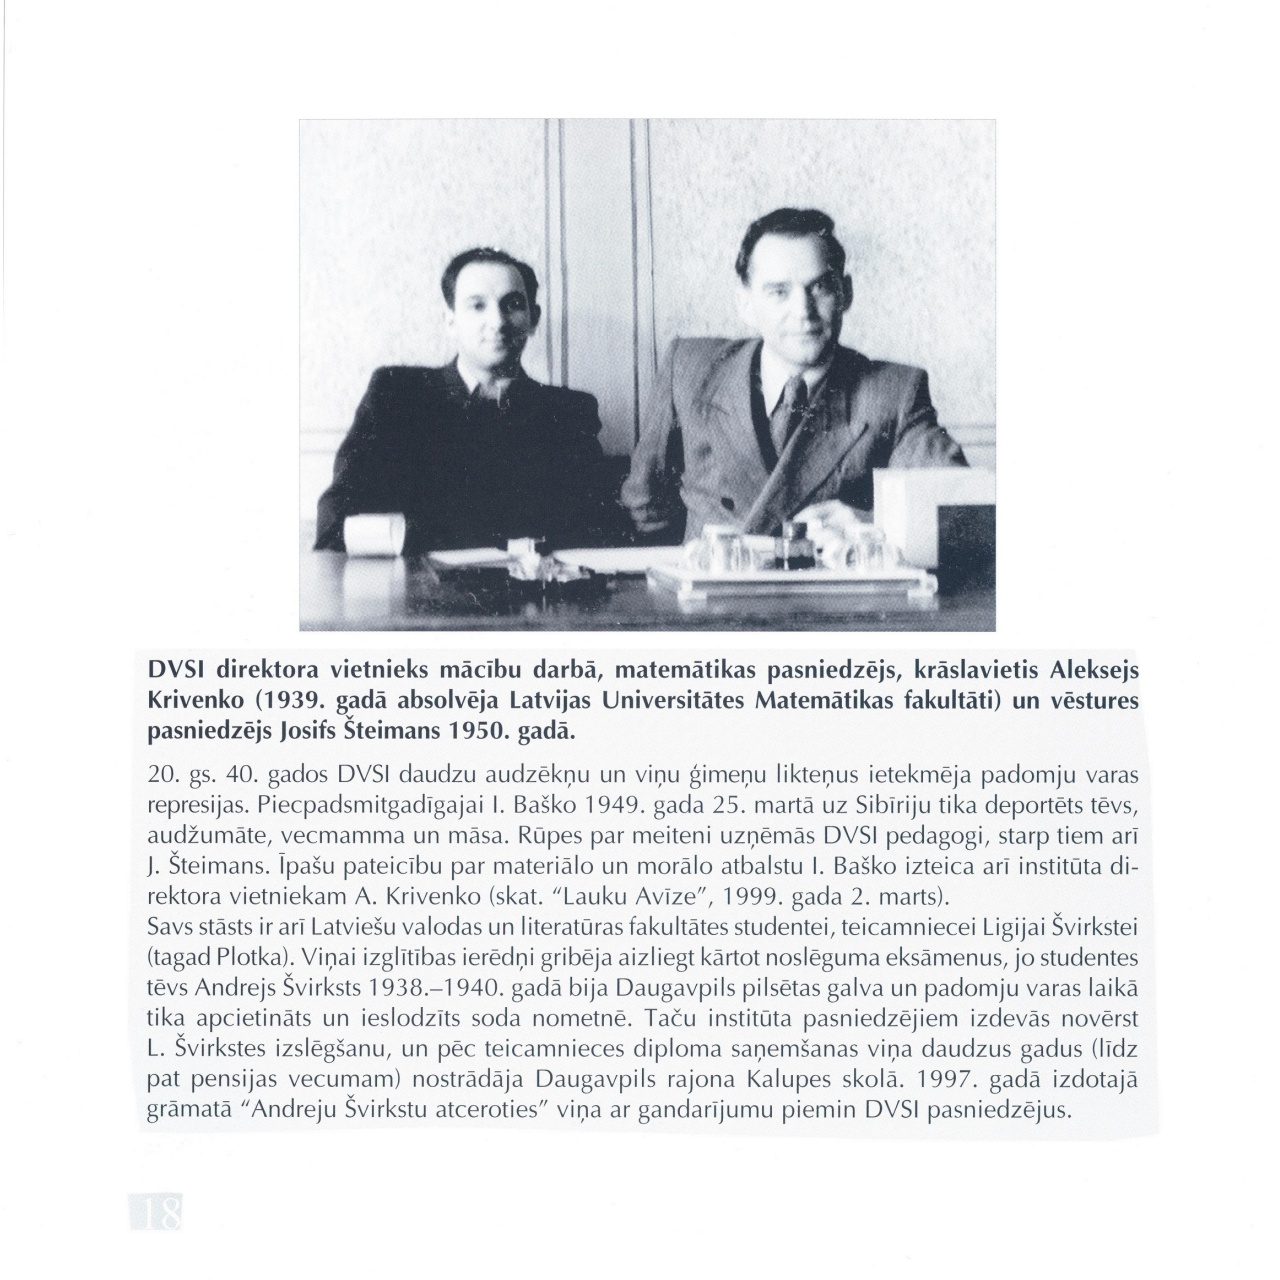 DVSI direktora vietnieks mācību darbā, matemātikas pasniedzējs, krāslavietis Aleksejs
Krivenko (1939. gadā absolvēja Latvijas Universitātes Matemātikas fakultāti) un vēstures
pasniedzējs Josifs Šteimans 1950. gadā.
20. gs. 40. gados DVSI daudzu audzēkņu un viņu ģimeņu likteņus ietekmēja padomju varas
represijas. Piecpadsmitgadīgajai I. Baško 1949. gada 25. martā uz Sibīriju tika deportēts tēvs,
audžumāte, vecmamma un māsa. Rūpes par meiteni uzņēmās DVSI pedagogi, starp tiem arī
J. Šteimans. Īpašu pateicību par materiālo un morālo atbalstu I. Baško izteica arī institūta di-
rektora vietniekam A. Krivenko (skat. “Lauku Avīze”, 1999. gada 2. marts).
Savs stāsts ir arī Latviešu valodas un literatūras fakultātes studentei, teicamniecei Ligijai Švirkstei
(tagad Plotka). Viņai izglītības ierēdņi gribēja aizliegt kārtot noslēguma eksāmenus, jo studentes
tēvs Andrejs Švirksts 1938.–1940. gadā bija Daugavpils pilsētas galva un padomju varas laikā
tika apcietināts un ieslodzīts soda nometnē. Taču institūta pasniedzējiem izdevās novērst
L. Švirkstes izslēgšanu, un pēc teicamnieces diploma saņemšanas viņa daudzus gadus (līdz
pat pensijas vecumam) nostrādāja Daugavpils rajona Kalupes skolā. 1997. gadā izdotajā
grāmatā “Andreju Švirkstu atceroties” viņa ar gandarījumu piemin DVSI pasniedzējus.
18